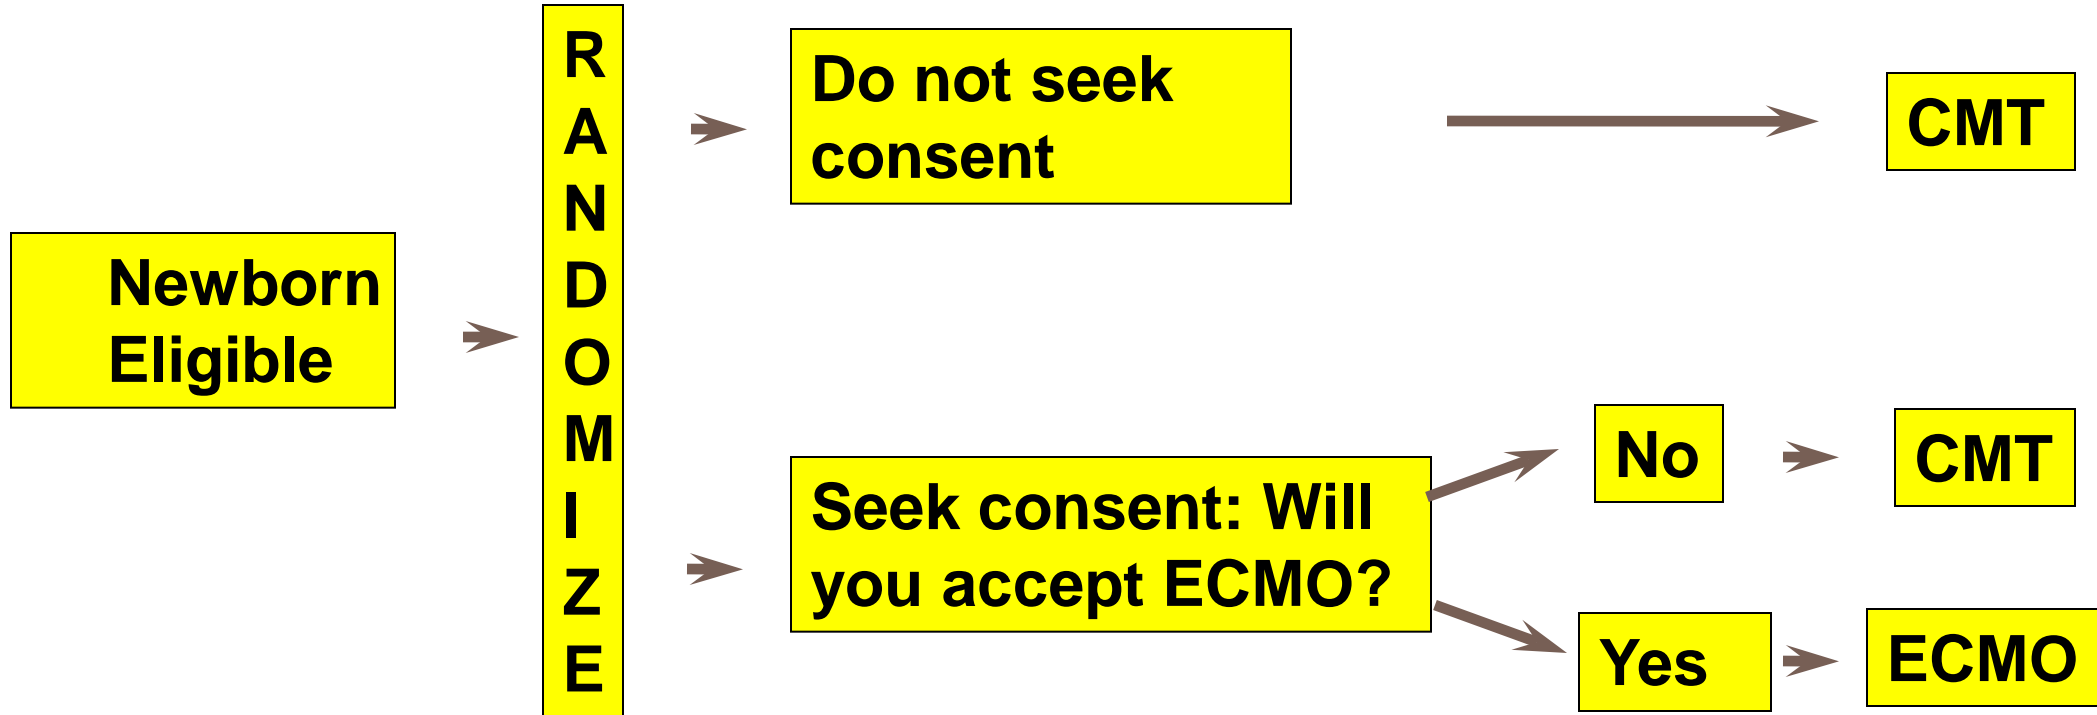 Newborn
Eligible
R
A
N
D
O
M
I
Z
E
Do not seek
consent
CMT
Seek consent: Will
you accept ECMO?
No
CMT
Yes
ECMO